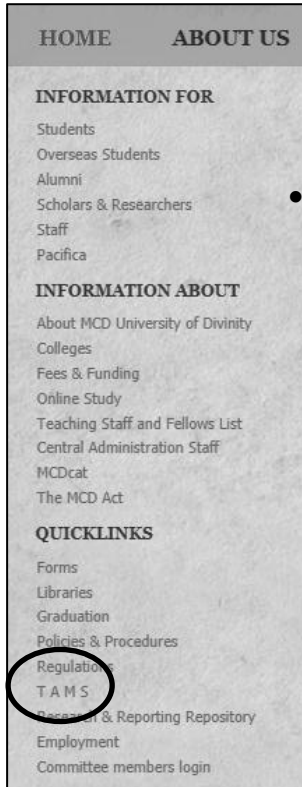 HOME ABOUT US
INFORMATION FOR
Students
Overseas Students
Alumni
Scholars & Researchers
Staff
Pacifica
INFORMATION ABOUT
About MCD University of Divinity
Colleges
Fees & Funding
Online Study
Teaching Staff and Fellows List
Central Administration Staff
MCDcat
The MCD Act
QUICKLINKS
Forms
Libraries
Graduation
Policies & Procedures
Regulations
T A M S
Research & Reporting Repository
Employment
Committee members login